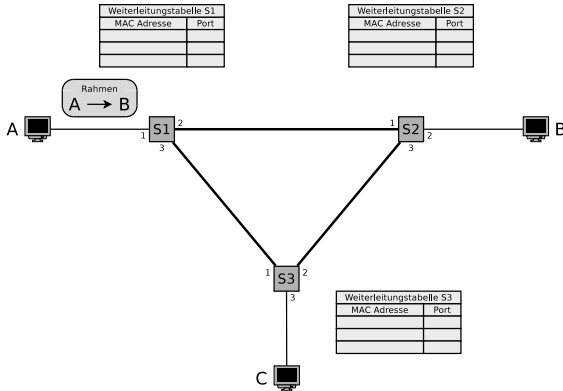 Weiterleitungstabelle S1
MAC Adresse Port
Weiterleitungstabelle S2
MAC Adresse Port
Rahmen
A → B
A
1
S1
2
3
1
S2
2
3
B
1
S3
2
3
Weiterleitungstabelle S3
MAC Adresse Port
C